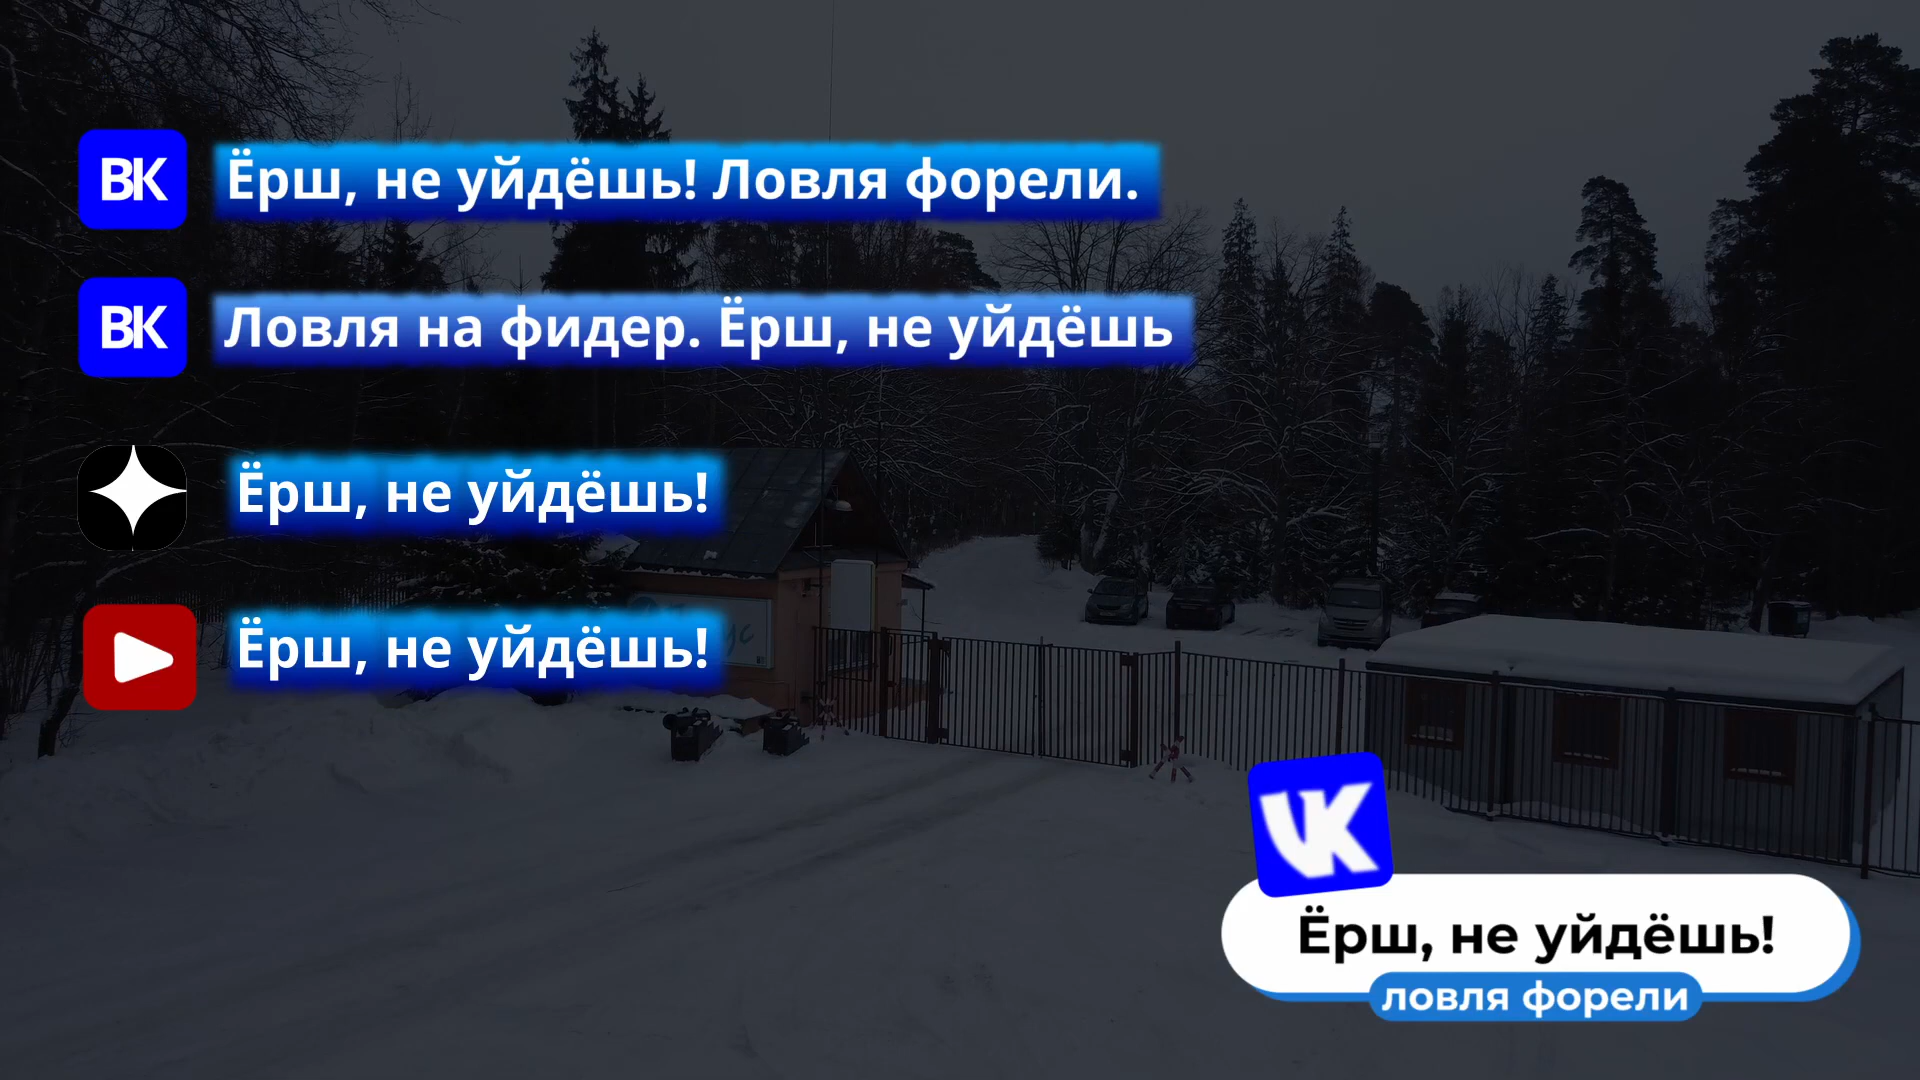 ВК Ёрш, не уйдёшь! Ловля форели.
ВК Ловля на фидер. Ёрш, не уйдёшь
Ёрш, не уйдёшь!
Ёрш, не уйдёшь!
VK
Ёрш, не уйдёшь!
ловля форели